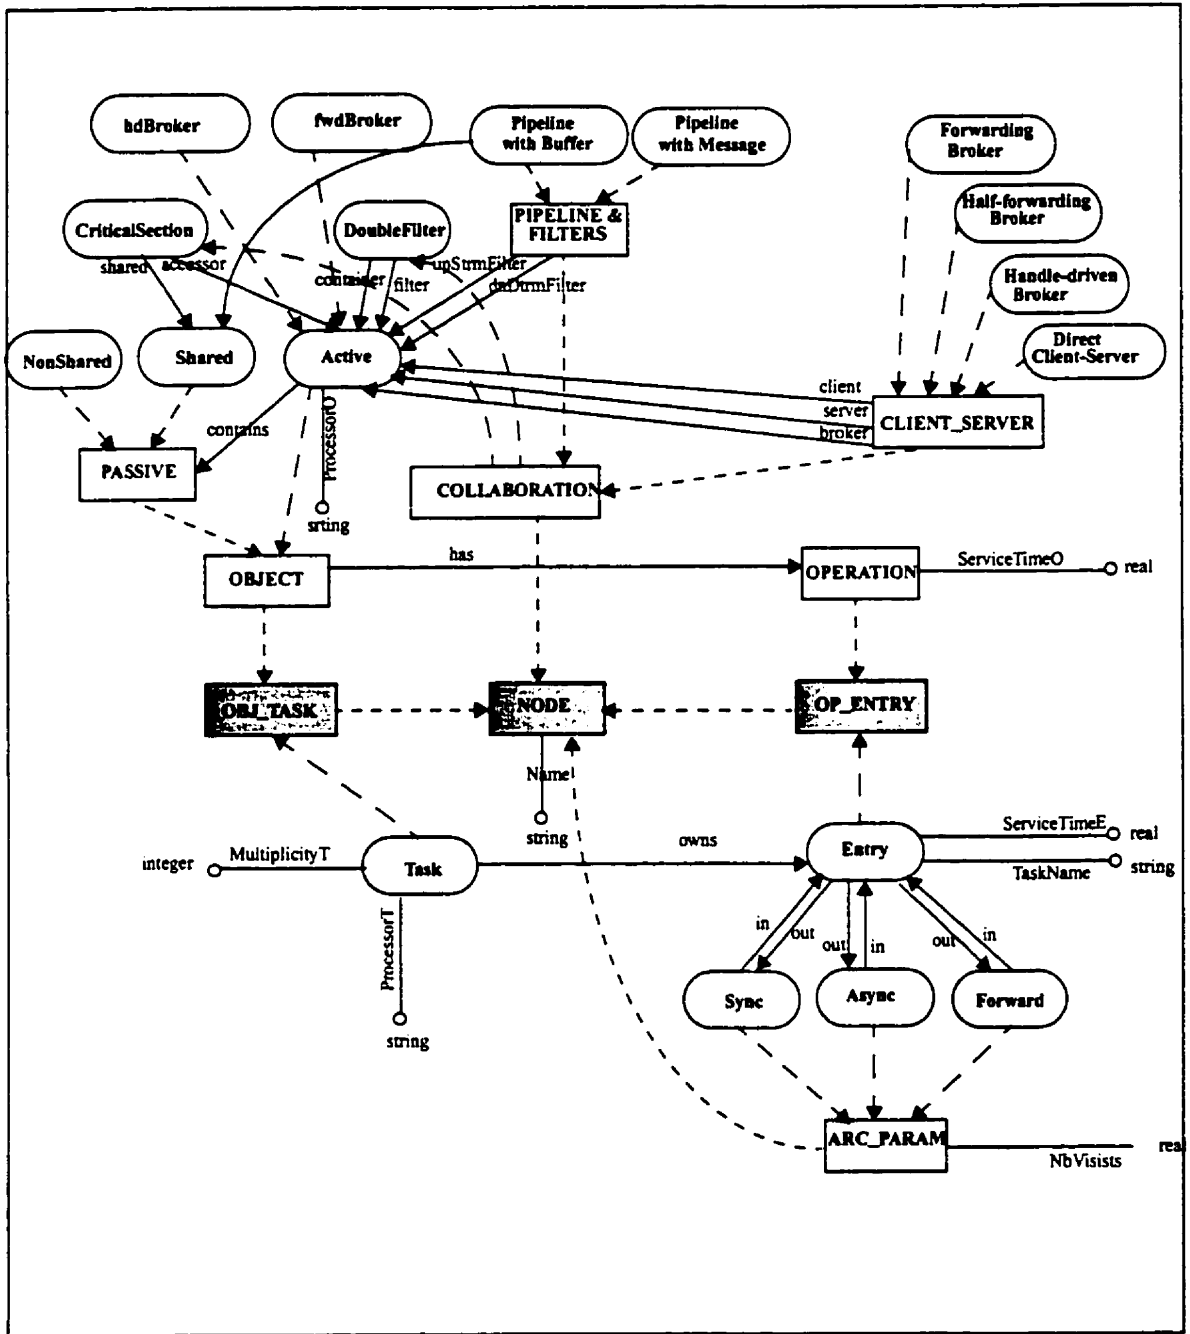 hdBroker
fwdBroker
Pipeline
with Buffer
Pipeline
with Message
Forwarding
Broker
Half-forwarding
Broker
Handle-driven
Broker
Direct
Client-Server
CriticalSection
DoubleFilter
PIPELINE &
FILTERS
shared
accessor
container
filter
upStrmFilter
dnDtrmFilter
NonShared
Shared
Active
client
server
broker
CLIENT_SERVER
contains
ProcessorO
srting
PASSIVE
COLLABORATION
OBJECT
has
OPERATION
ServiceTimeO
real
OBJ_TASK
NODE
OP_ENTRY
Name
string
integer
MultiplicityT
Task
owns
Entry
ServiceTimeE
real
TaskName
string
ProcessorT
string
in
out
out
in
out
in
Sync
Async
Forward
ARC_PARAM
NbVisists
real